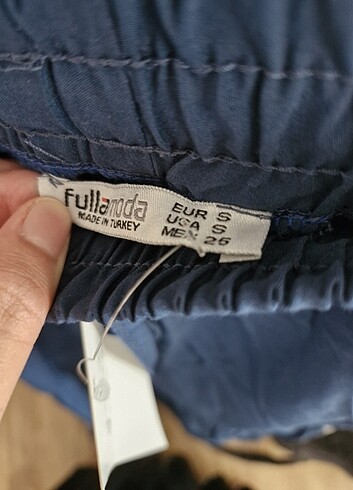 fullamoda
MADE IN TURKEY
EUR S
USA S
MEX 26